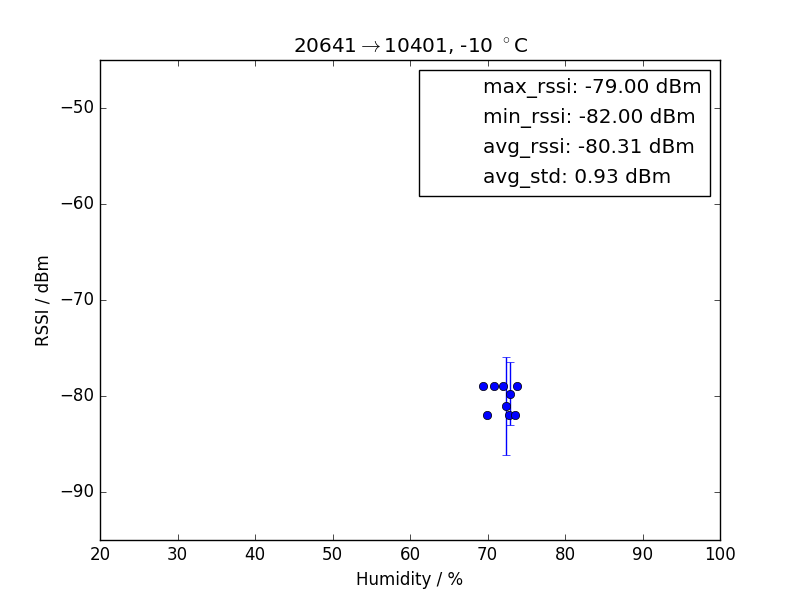 20641→10401, -10 °C
max_rssi: -79.00 dBm
min_rssi: -82.00 dBm
avg_rssi: -80.31 dBm
avg_std: 0.93 dBm
−50
−60
−70
−80
−90
RSSI / dBm
20 30 40 50 60 70 80 90 100
Humidity / %